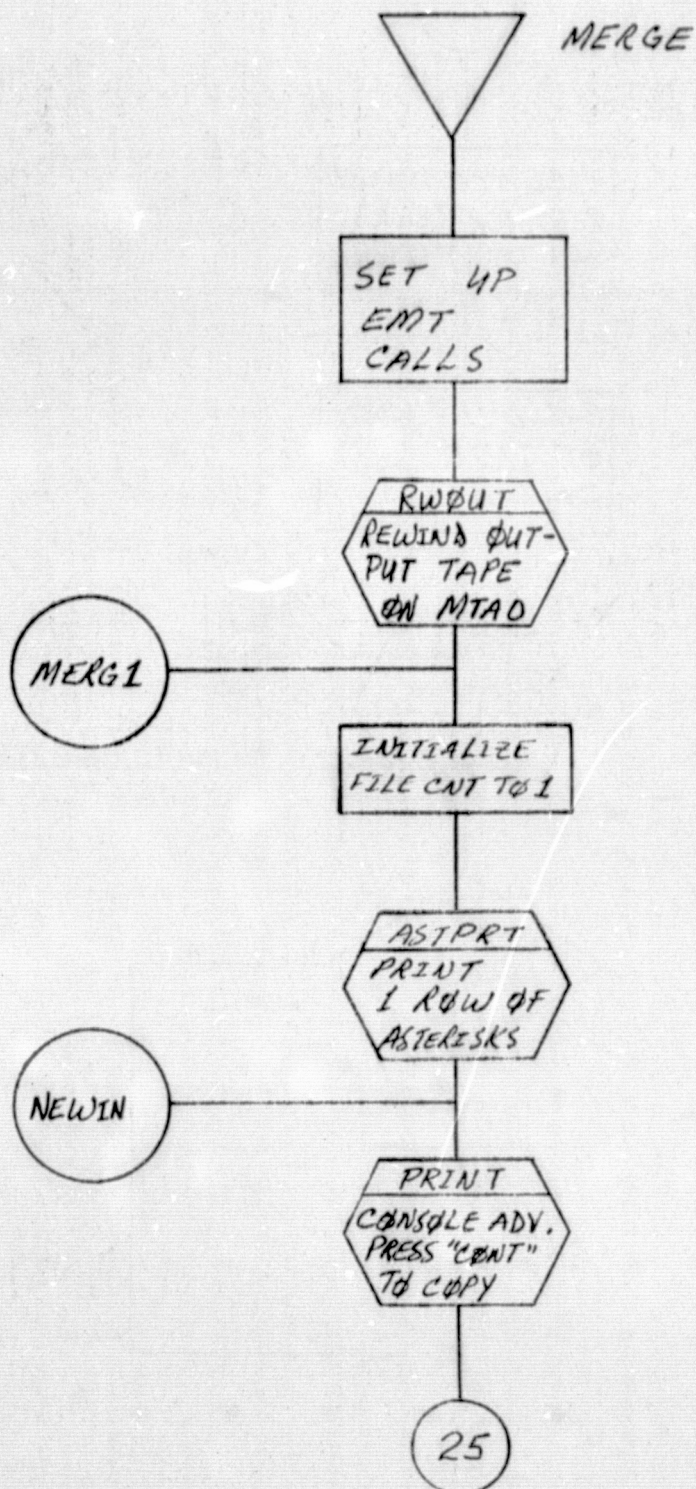 MERGE
SET UP
EMT
CALLS
RWØUT
REWIND ØUT-
PUT TAPE
ØN MTAO
MERG1
INITIALIZE
FILE CNT TØ 1
ASTPRT
PRINT
1 RØW ØF
ASTERISKS
NEWIN
PRINT
CØNSØLE ADV.
PRESS "CØNT"
TØ CØPY
25